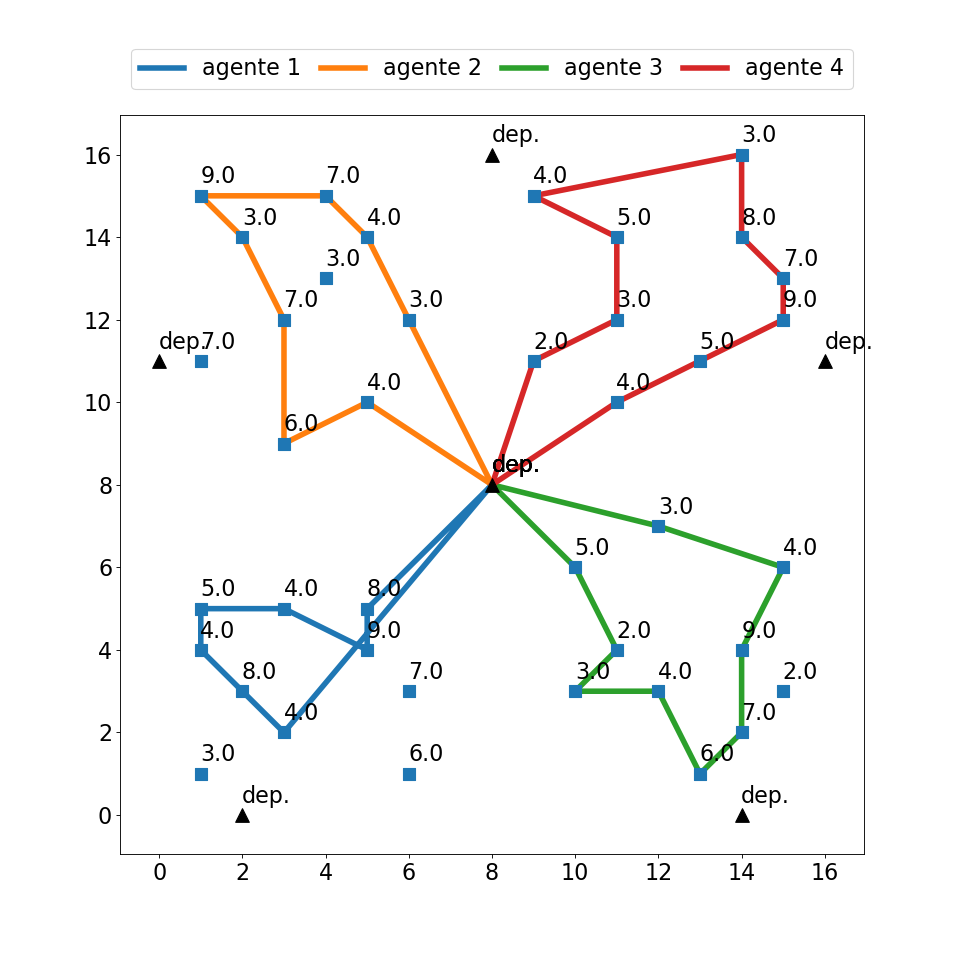 agente 1 agente 2 agente 3 agente 4
dep. 3.0
16
9.0 7.0 4.0
3.0 4.0 5.0 8.0
14
3.0 7.0
7.0 3.0 3.0 9.0
12
dep. 7.0 2.0 5.0 dep.
4.0 4.0
10
6.0
dep. dep.
8
3.0
5.0 4.0
6
5.0 4.0 8.0
4.0 9.0 2.0 9.0
4
8.0 7.0 3.0 4.0 2.0
4.0 7.0
2
3.0 6.0 6.0
dep. dep.
0
0 2 4 6 8 10 12 14 16